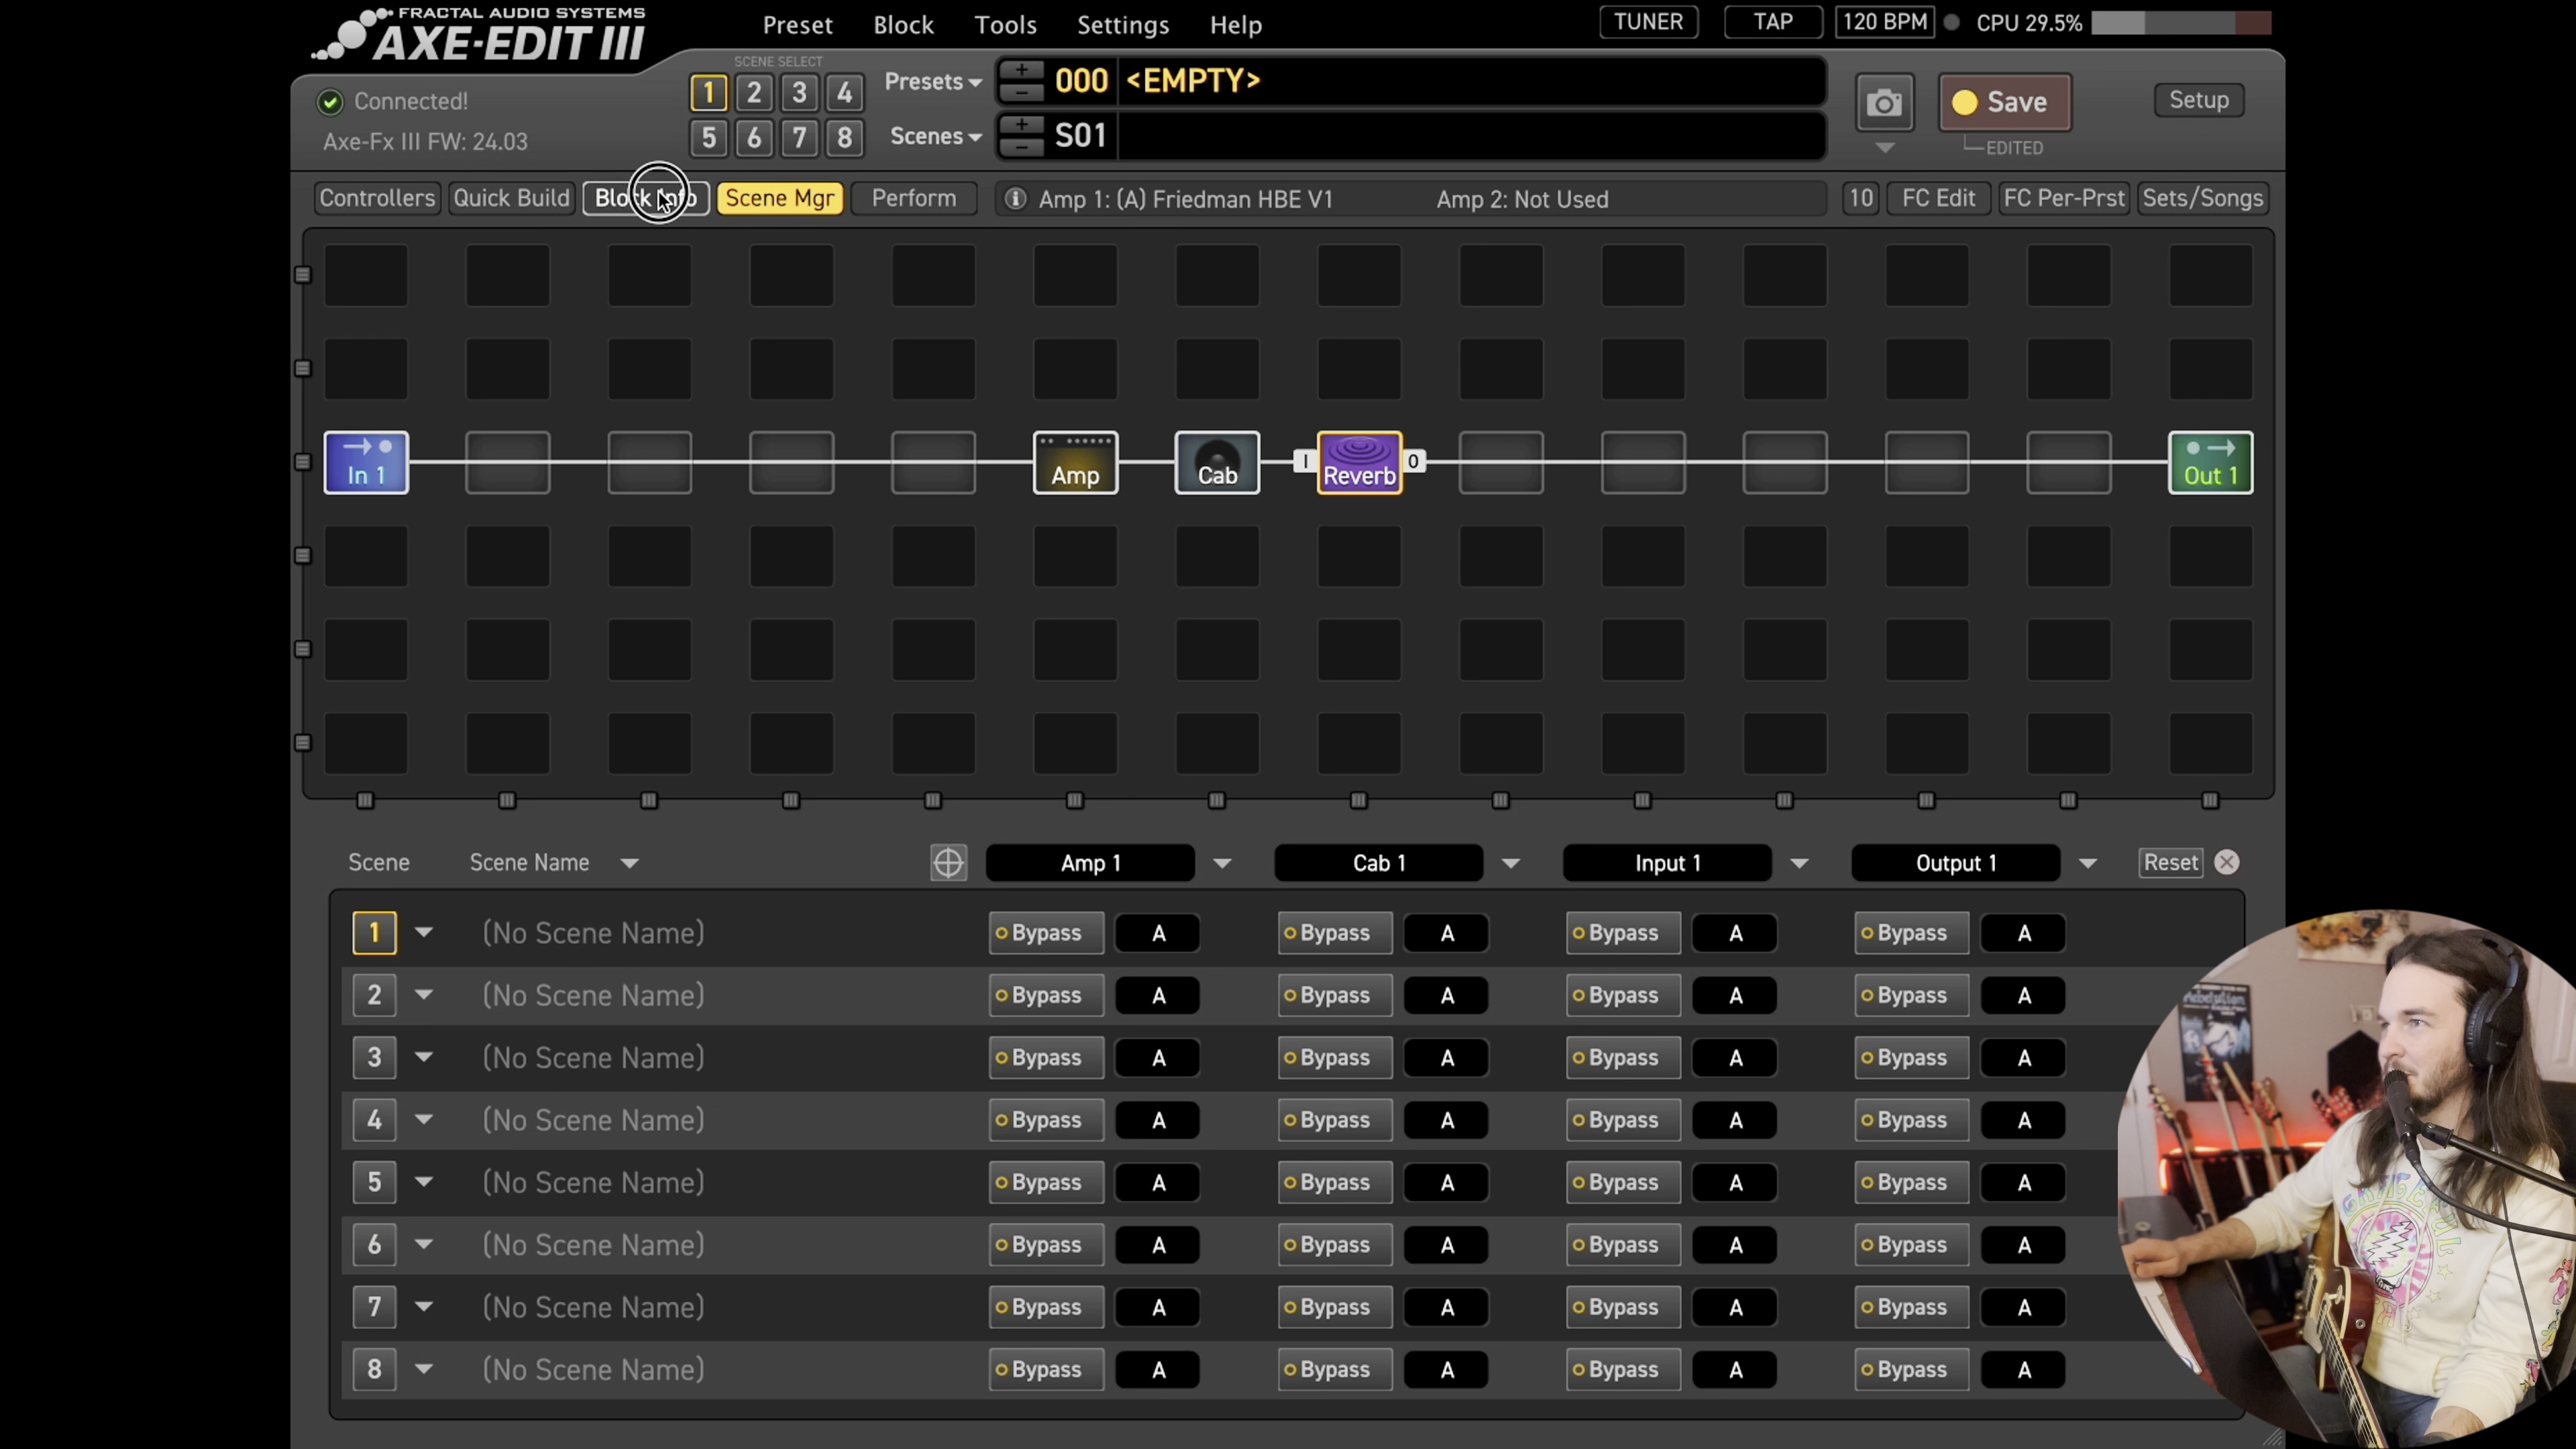 FRACTAL AUDIO SYSTEMS
AXE-EDIT III
Preset Block Tools Settings Help
TUNER TAP 120 BPM CPU 29.5%
SCENE SELECT
1 2 3 4
5 6 7 8
Presets + − 000 <EMPTY>
Scenes + − S01
Save
EDITED
Setup
Connected!
Axe-Fx III FW: 24.03
Controllers Quick Build Block Info Scene Mgr Perform
Amp 1: (A) Friedman HBE V1 Amp 2: Not Used
10 FC Edit FC Per-Prst Sets/Songs
In 1 Amp Cab I Reverb O Out 1
Scene Scene Name Amp 1 Cab 1 Input 1 Output 1 Reset
1 (No Scene Name) Bypass A Bypass A Bypass A Bypass A
2 (No Scene Name) Bypass A Bypass A Bypass A Bypass A
3 (No Scene Name) Bypass A Bypass A Bypass A Bypass A
4 (No Scene Name) Bypass A Bypass A Bypass A Bypass A
5 (No Scene Name) Bypass A Bypass A Bypass A Bypass A
6 (No Scene Name) Bypass A Bypass A Bypass A Bypass A
7 (No Scene Name) Bypass A Bypass A Bypass A Bypass A
8 (No Scene Name) Bypass A Bypass A Bypass A Bypass A